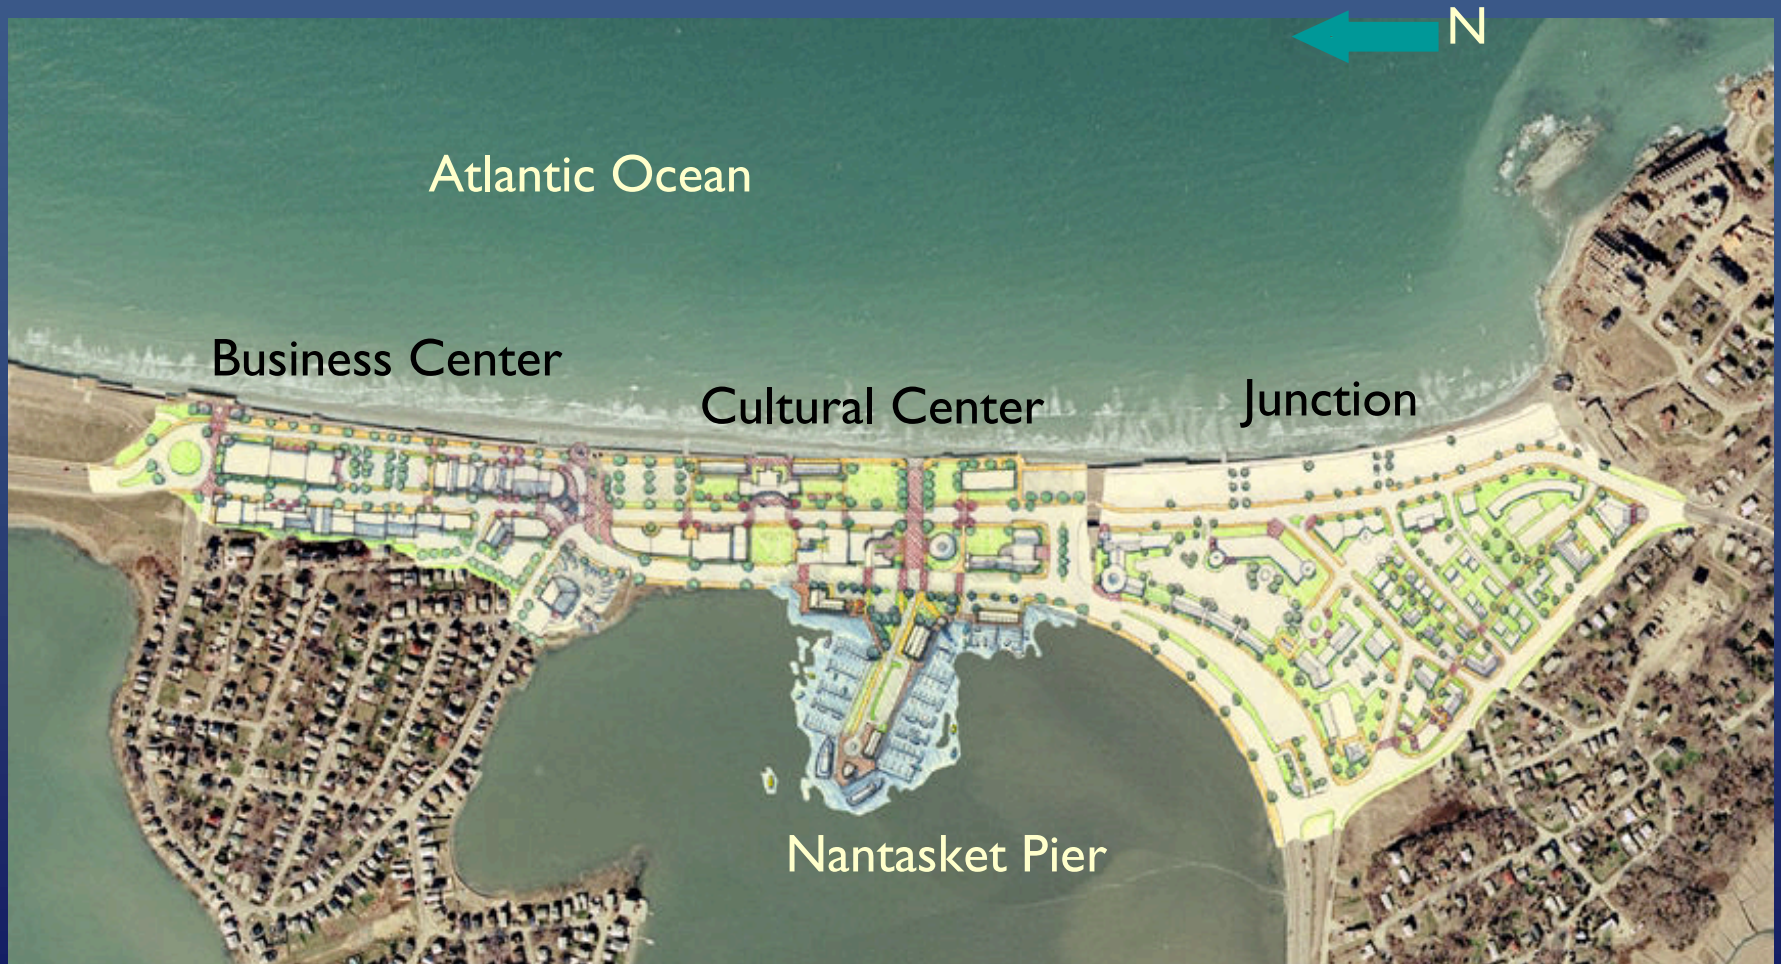 N
Atlantic Ocean
Business Center
Cultural Center
Junction
Nantasket Pier